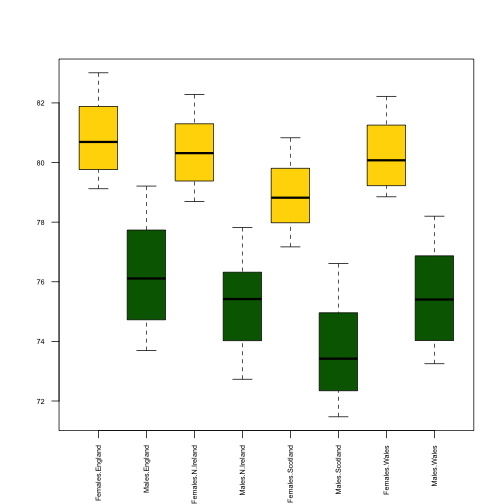 82
80
78
76
74
72
Females.England
Males.England
Females.N.Ireland
Males.N.Ireland
Females.Scotland
Males.Scotland
Females.Wales
Males.Wales